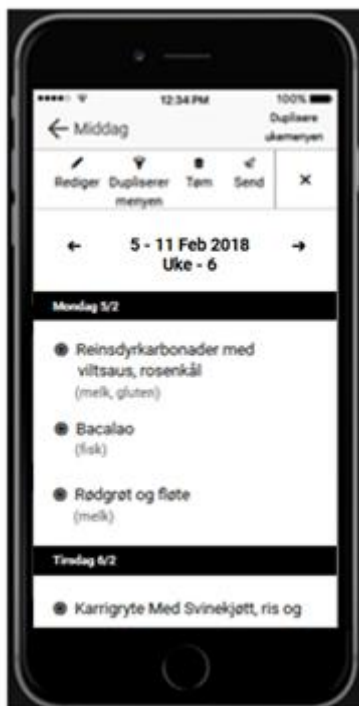 12:34 PM 100%
← Middag Duplisere
ukemenyen
Rediger Dupliserer Tøm Send ×
menyen
← 5 - 11 Feb 2018 →
Uke - 6
Mondag 5/2
Reinsdyrkarbonader med
viltsaus, rosenkål
(melk, gluten)
Bacalao
(fisk)
Rødgrøt og fløte
(melk)
Tirsdag 6/2
Karrigryte Med Svinekjøtt, ris og